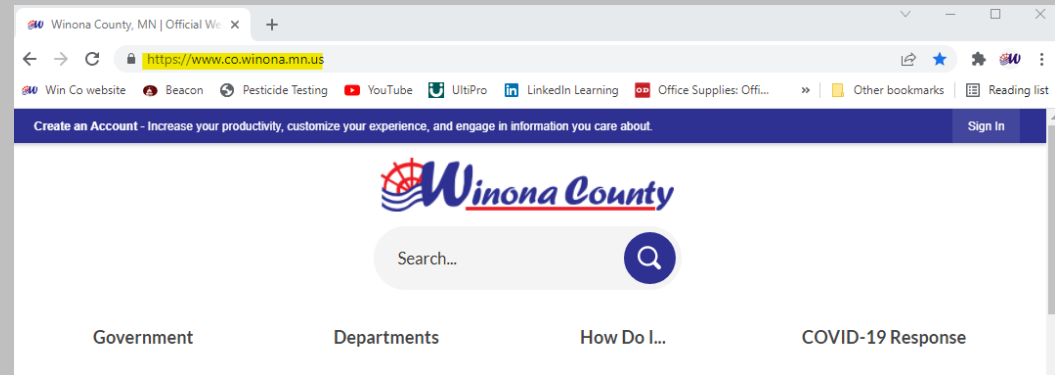 Winona County, MN | Official We
https://www.co.winona.mn.us
Win Co website Beacon Pesticide Testing YouTube UltiPro LinkedIn Learning Office Supplies: Offi... » Other bookmarks Reading list
Create an Account - Increase your productivity, customize your experience, and engage in information you care about. Sign In
Winona County
Search...
Government Departments How Do I... COVID-19 Response